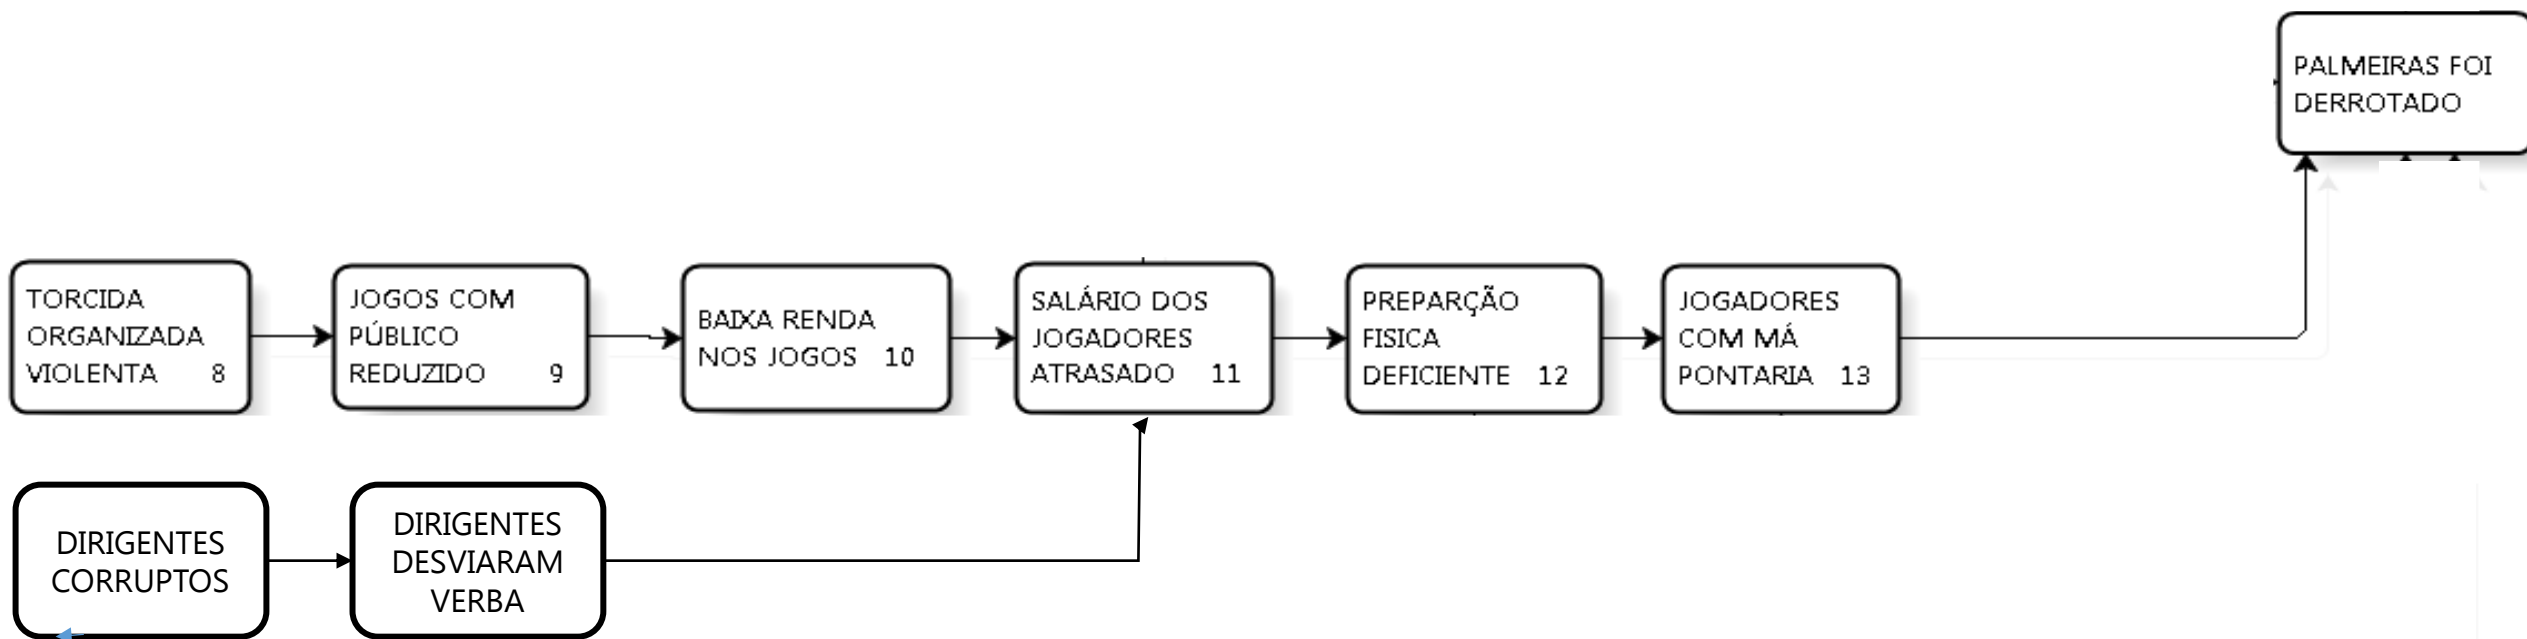 PALMEIRAS FOI
DERROTADO
TORCIDA
ORGANIZADA
VIOLENTA 8
JOGOS COM
PÚBLICO
REDUZIDO 9
BAIXA RENDA
NOS JOGOS 10
SALÁRIO DOS
JOGADORES
ATRASADO 11
PREPARÇÃO
FISICA
DEFICIENTE 12
JOGADORES
COM MÁ
PONTARIA 13
DIRIGENTES
CORRUPTOS
DIRIGENTES
DESVIARAM
VERBA